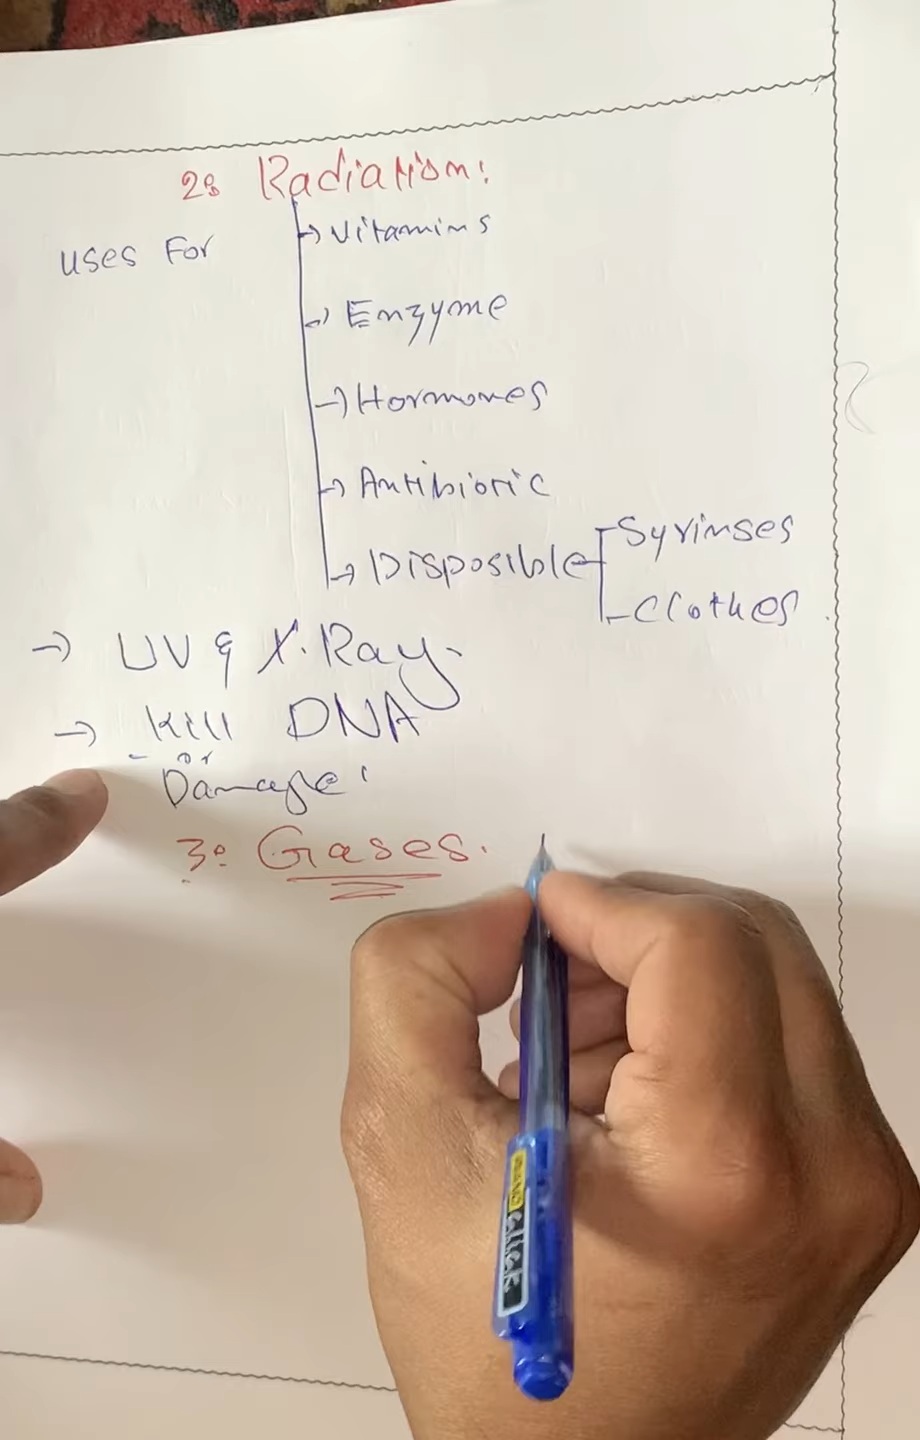 2: Radiation:
uses For
→ Vitamins
→ Enzyme
→ Hormones
→ Antibiotic
→ Disposible
Syrinses
Clothes
→ UV & X.Ray.
→ Kill DNA
or
Damage
3: Gases.
Click